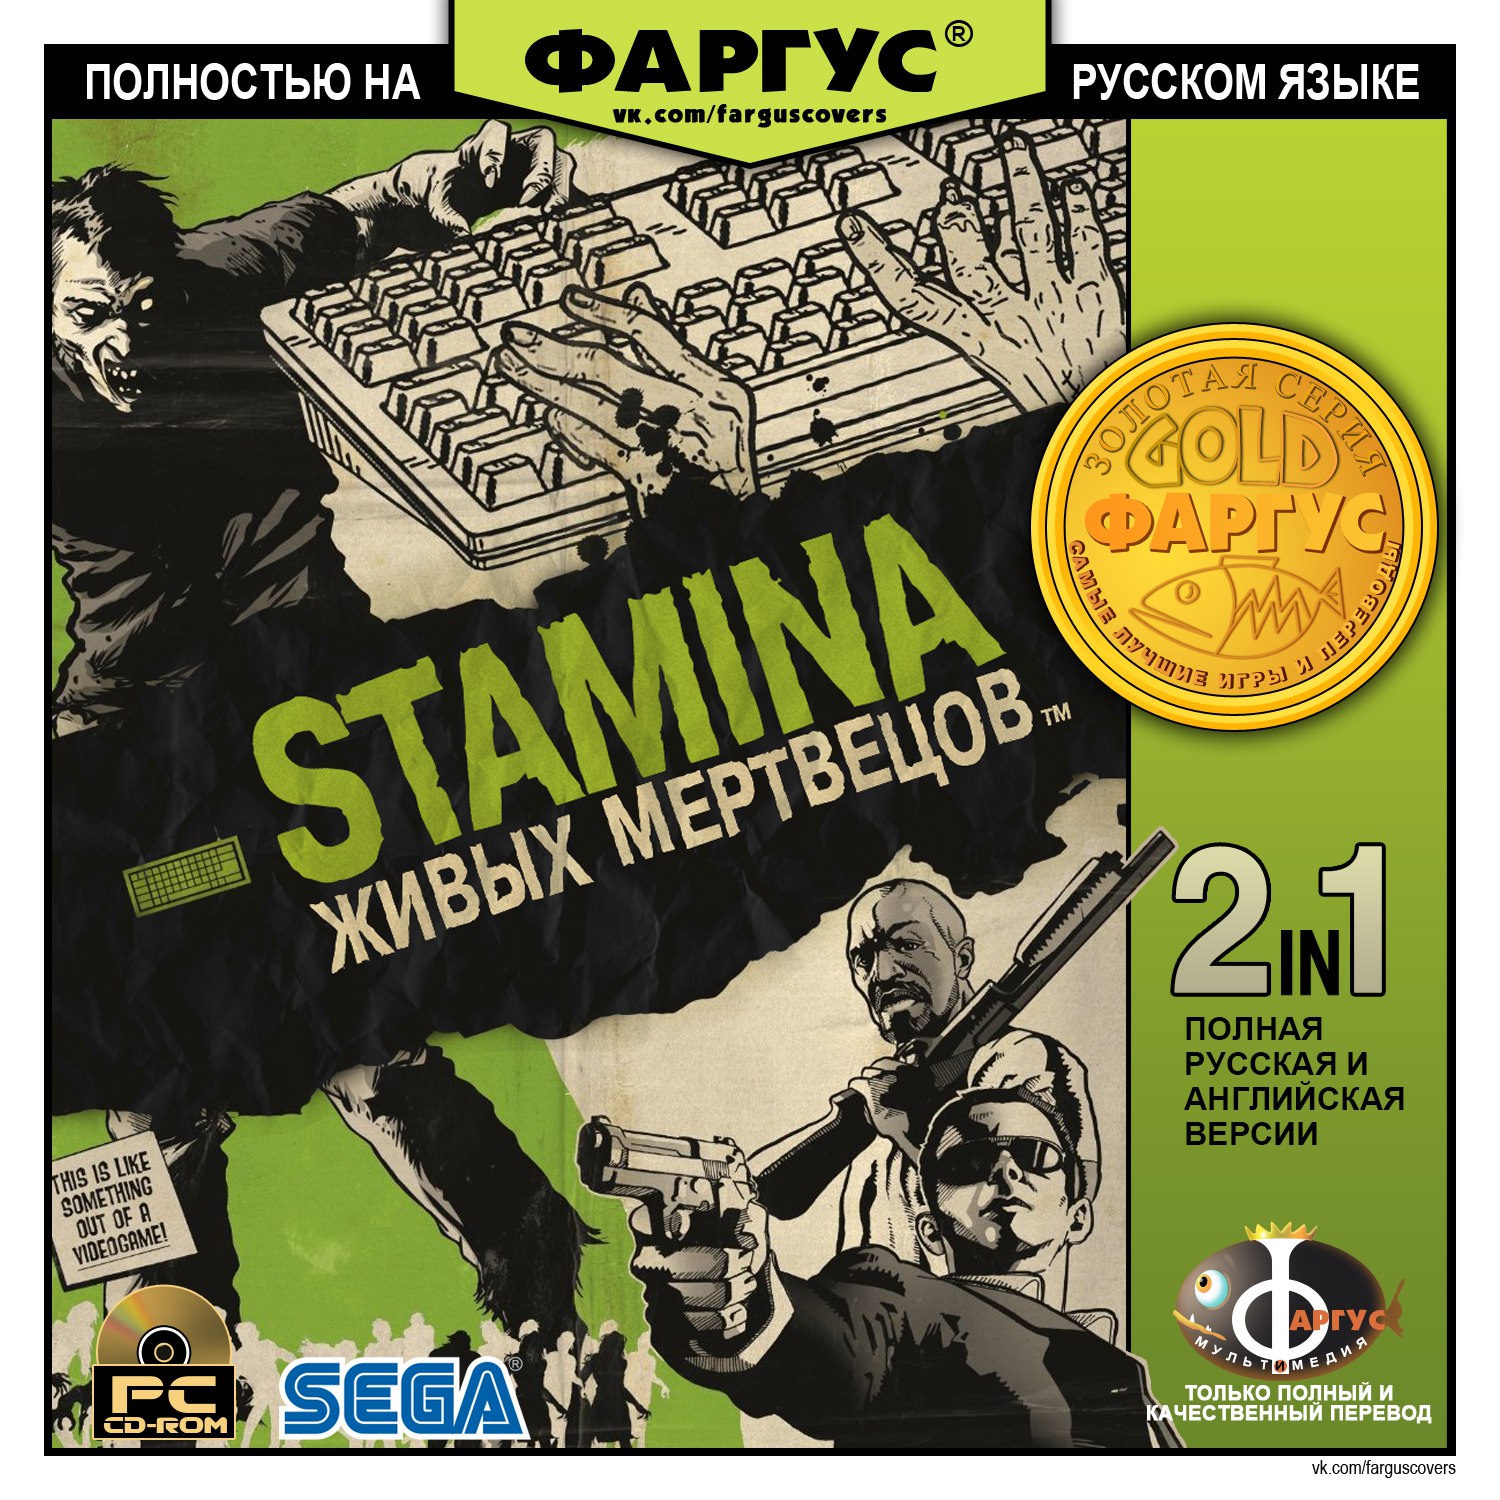 ФАРГУС®
vk.com/farguscovers
ПОЛНОСТЬЮ НА
РУССКОМ ЯЗЫКЕ
ЗОЛОТАЯ СЕРИЯ
GOLD
ФАРГУС
САМЫЕ ЛУЧШИЕ ИГРЫ И ПЕРЕВОДЫ
STAMINA
ЖИВЫХ МЕРТВЕЦОВ™
2IN1
ПОЛНАЯ
РУССКАЯ И
АНГЛИЙСКАЯ
ВЕРСИИ
THIS IS LIKE
SOMETHING
OUT OF A
VIDEOGAME!
PC
CD-ROM
SEGA®
ФАРГУС
МУЛЬТИМЕДИЯ
ТОЛЬКО ПОЛНЫЙ И
КАЧЕСТВЕННЫЙ ПЕРЕВОД
vk.com/farguscovers